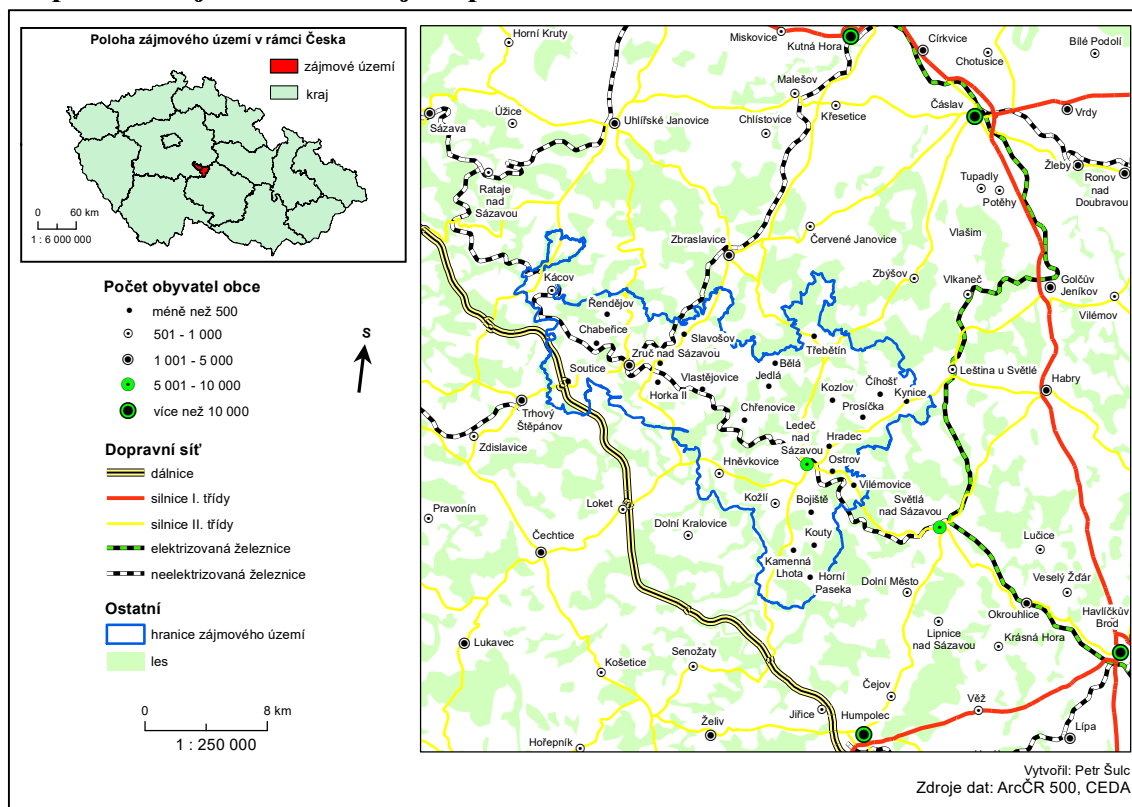 Poloha zájmového území v rámci Česka
zájmové území
kraj
0 60 km
1 : 6 000 000
Počet obyvatel obce
méně než 500
501 - 1 000
1 001 - 5 000
5 001 - 10 000
více než 10 000
S
Dopravní síť
dálnice
silnice I. třídy
silnice II. třídy
elektrizovaná železnice
neelektrizovaná železnice
Ostatní
hranice zájmového území
les
0 8 km
1 : 250 000
Horní Kruty
Miskovice
Kutná Hora
Církvice
Chotusice
Bílé Podolí
Malešov
Sázava
Úžice
Uhlířské Janovice
Chlístovice
Křesetice
Čáslav
Vrdy
Žleby
Ronov
nad
Doubravou
Rataje
nad
Sázavou
Tupadly
Potěhy
Vlašim
Červené Janovice
Zbraslavice
Zbýšov
Vlkaneč
Golčův
Jeníkov
Vilémov
Kácov
Řendějov
Chabeřice
Slavošov
Třebětín
Zruč nad Sázavou
Bělá
Leština u Světlé
Soutice
Vlastějovice
Jedlá
Kozlov
Číhošť
Kynice
Habry
Horka II
Prosíčka
Trhový
Štěpánov
Chřenovice
Zdislavice
Ledeč
nad
Sázavou
Hradec
Hněvkovice
Ostrov
Vilémovice
Kožlí
Světlá
nad Sázavou
Pravonín
Loket
Bojiště
Dolní Kralovice
Čechtice
Kouty
Lučice
Kamenná
Lhota
Horní
Paseka
Dolní Město
Veselý Žďár
Okrouhlice
Havlíčkův
Brod
Lipnice
nad Sázavou
Krásná Hora
Lukavec
Senožaty
Košetice
Čejov
Věž
Jiřice
Humpolec
Želiv
Hořepník
Lípa
Vytvořil: Petr Šulc
Zdroje dat: ArcČR 500, CEDA